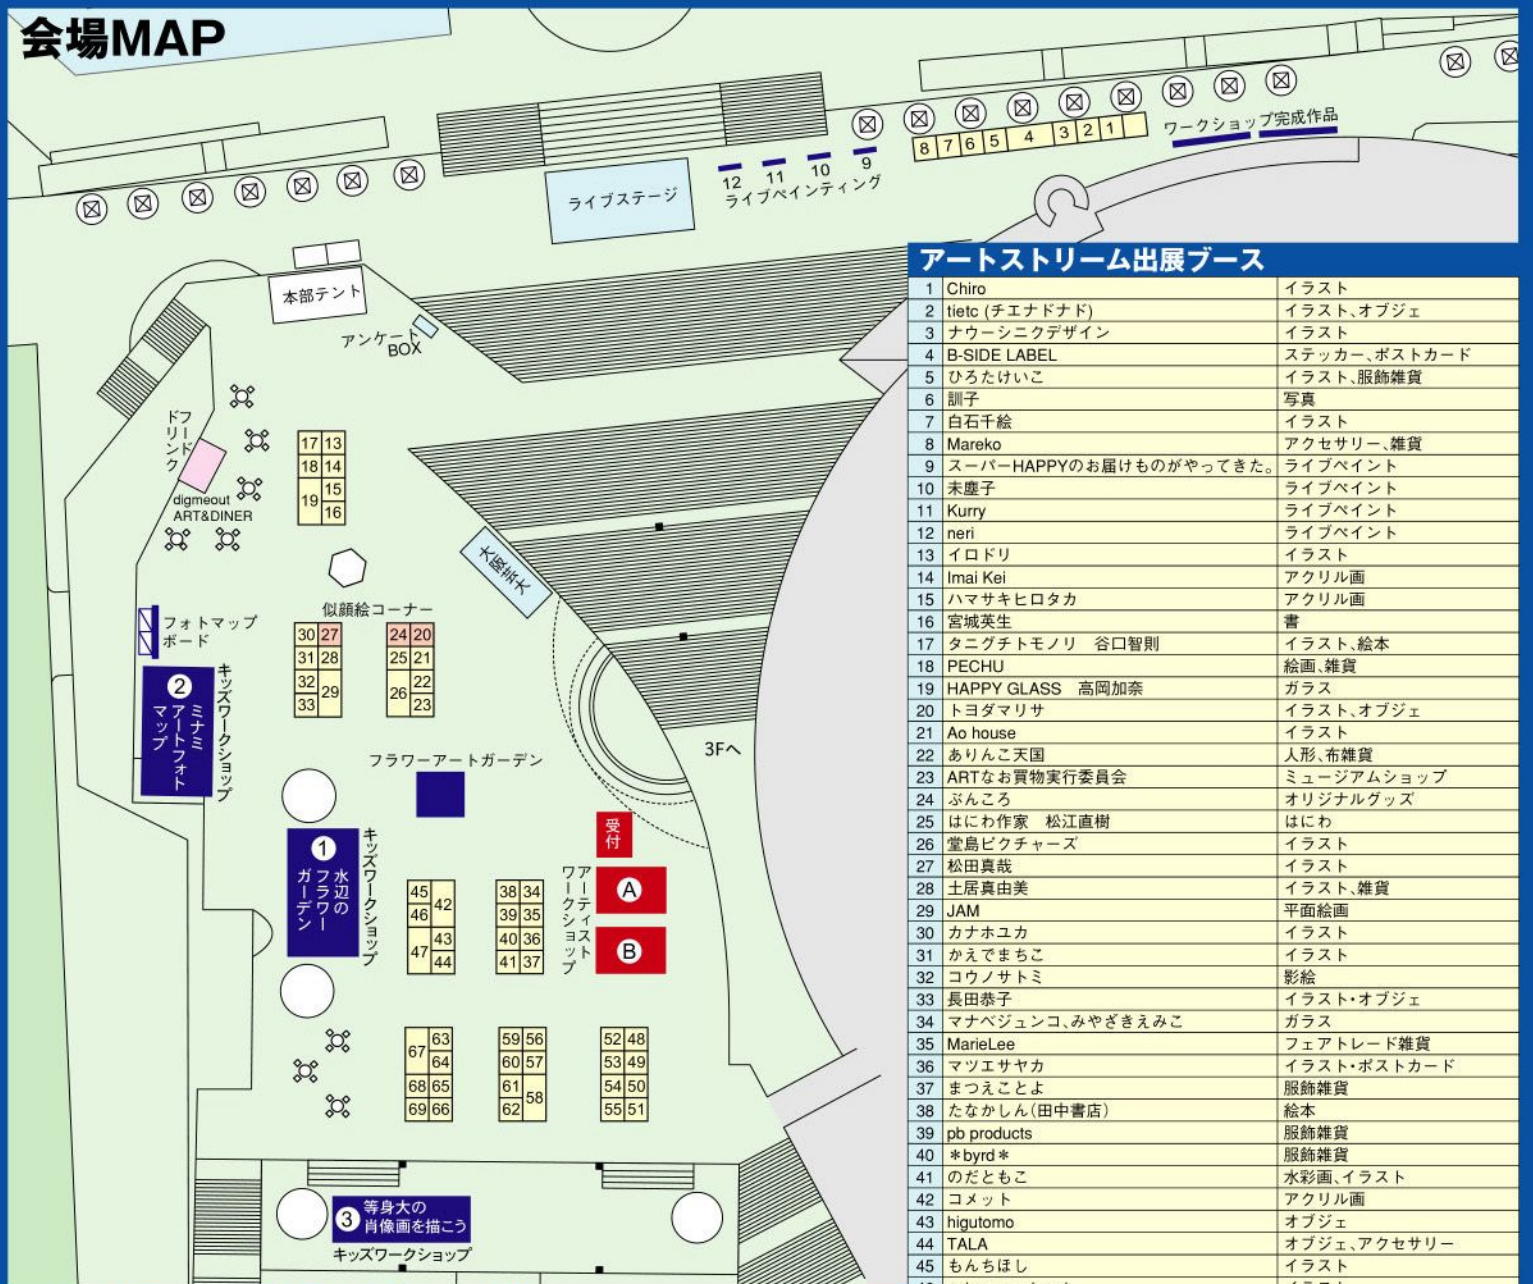 会場MAP
ワークショップ完成作品
8 7 6 5 4 3 2 1
12 11 10 9
ライブペインティング
ライブステージ
本部テント
アンケート
BOX
フード
ドリンク
digmeout
ART&DINER
17 13
18 14
19 15
16
大阪芸大
似顔絵コーナー
30 27
31 28
32 29
33
24 20
25 21
26 22
23
フォトマップ
ボード
キッズワークショップ
2 ミナミ
アートフォト
マップ
3Fへ
フラワーアートガーデン
受付
キッズワークショップ
1 水辺の
フラワー
ガーデン
アーティスト
ワークショップ
A
B
45 42
46
47 43
44
38 34
39 35
40 36
41 37
67 63
64
68 65
69 66
59 56
60 57
61 58
62
52 48
53 49
54 50
55 51
3 等身大の
肖像画を描こう
キッズワークショップ
アートストリーム出展ブース
1 Chiro イラスト
2 tietc (チエナドナド) イラスト、オブジェ
3 ナウーシニクデザイン イラスト
4 B-SIDE LABEL ステッカー、ポストカード
5 ひろたけいこ イラスト、服飾雑貨
6 訓子 写真
7 白石千絵 イラスト
8 Mareko アクセサリー、雑貨
9 スーパーHAPPYのお届けものがやってきた。 ライブペイント
10 未塵子 ライブペイント
11 Kurry ライブペイント
12 neri ライブペイント
13 イロドリ イラスト
14 Imai Kei アクリル画
15 ハマサキヒロタカ アクリル画
16 宮城英生 書
17 タニグチトモノリ 谷口智則 イラスト、絵本
18 PECHU 絵画、雑貨
19 HAPPY GLASS 高岡加奈 ガラス
20 トヨダマリサ イラスト、オブジェ
21 Ao house イラスト
22 ありんこ天国 人形、布雑貨
23 ARTなお買物実行委員会 ミュージアムショップ
24 ぶんころ オリジナルグッズ
25 はにわ作家 松江直樹 はにわ
26 堂島ピクチャーズ イラスト
27 松田真哉 イラスト
28 土居真由美 イラスト、雑貨
29 JAM 平面絵画
30 カナホユカ イラスト
31 かえでまちこ イラスト
32 コウノサトミ 影絵
33 長田恭子 イラスト・オブジェ
34 マナベジュンコ、みやざきえみこ ガラス
35 MarieLee フェアトレード雑貨
36 マツエサヤカ イラスト・ポストカード
37 まつえことよ 服飾雑貨
38 たなかしん(田中書店) 絵本
39 pb products 服飾雑貨
40 ＊byrd＊ 服飾雑貨
41 のだともこ 水彩画、イラスト
42 コメット アクリル画
43 higutomo オブジェ
44 TALA オブジェ、アクセサリー
45 もんちほし イラスト